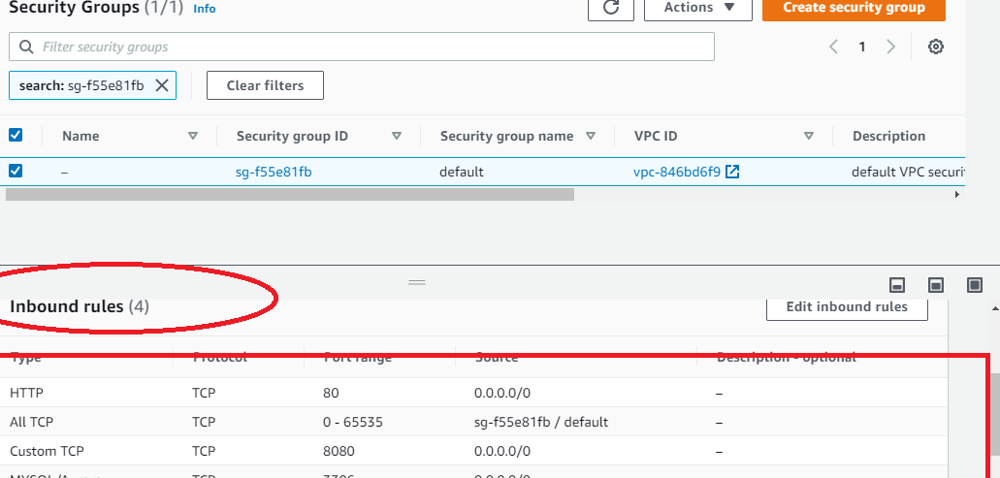 Security Groups (1/1) Info
Actions
Create security group
Filter security groups
1
search: sg-f55e81fb
Clear filters
Name Security group ID Security group name VPC ID Description
– sg-f55e81fb default vpc-846bd6f9 default VPC securi
Inbound rules (4)
Edit inbound rules
Type Protocol Port range Source Description - optional
HTTP TCP 80 0.0.0.0/0 –
All TCP TCP 0 - 65535 sg-f55e81fb / default –
Custom TCP TCP 8080 0.0.0.0/0 –
MYSQL/Aurora TCP 3306 0.0.0.0/0 –